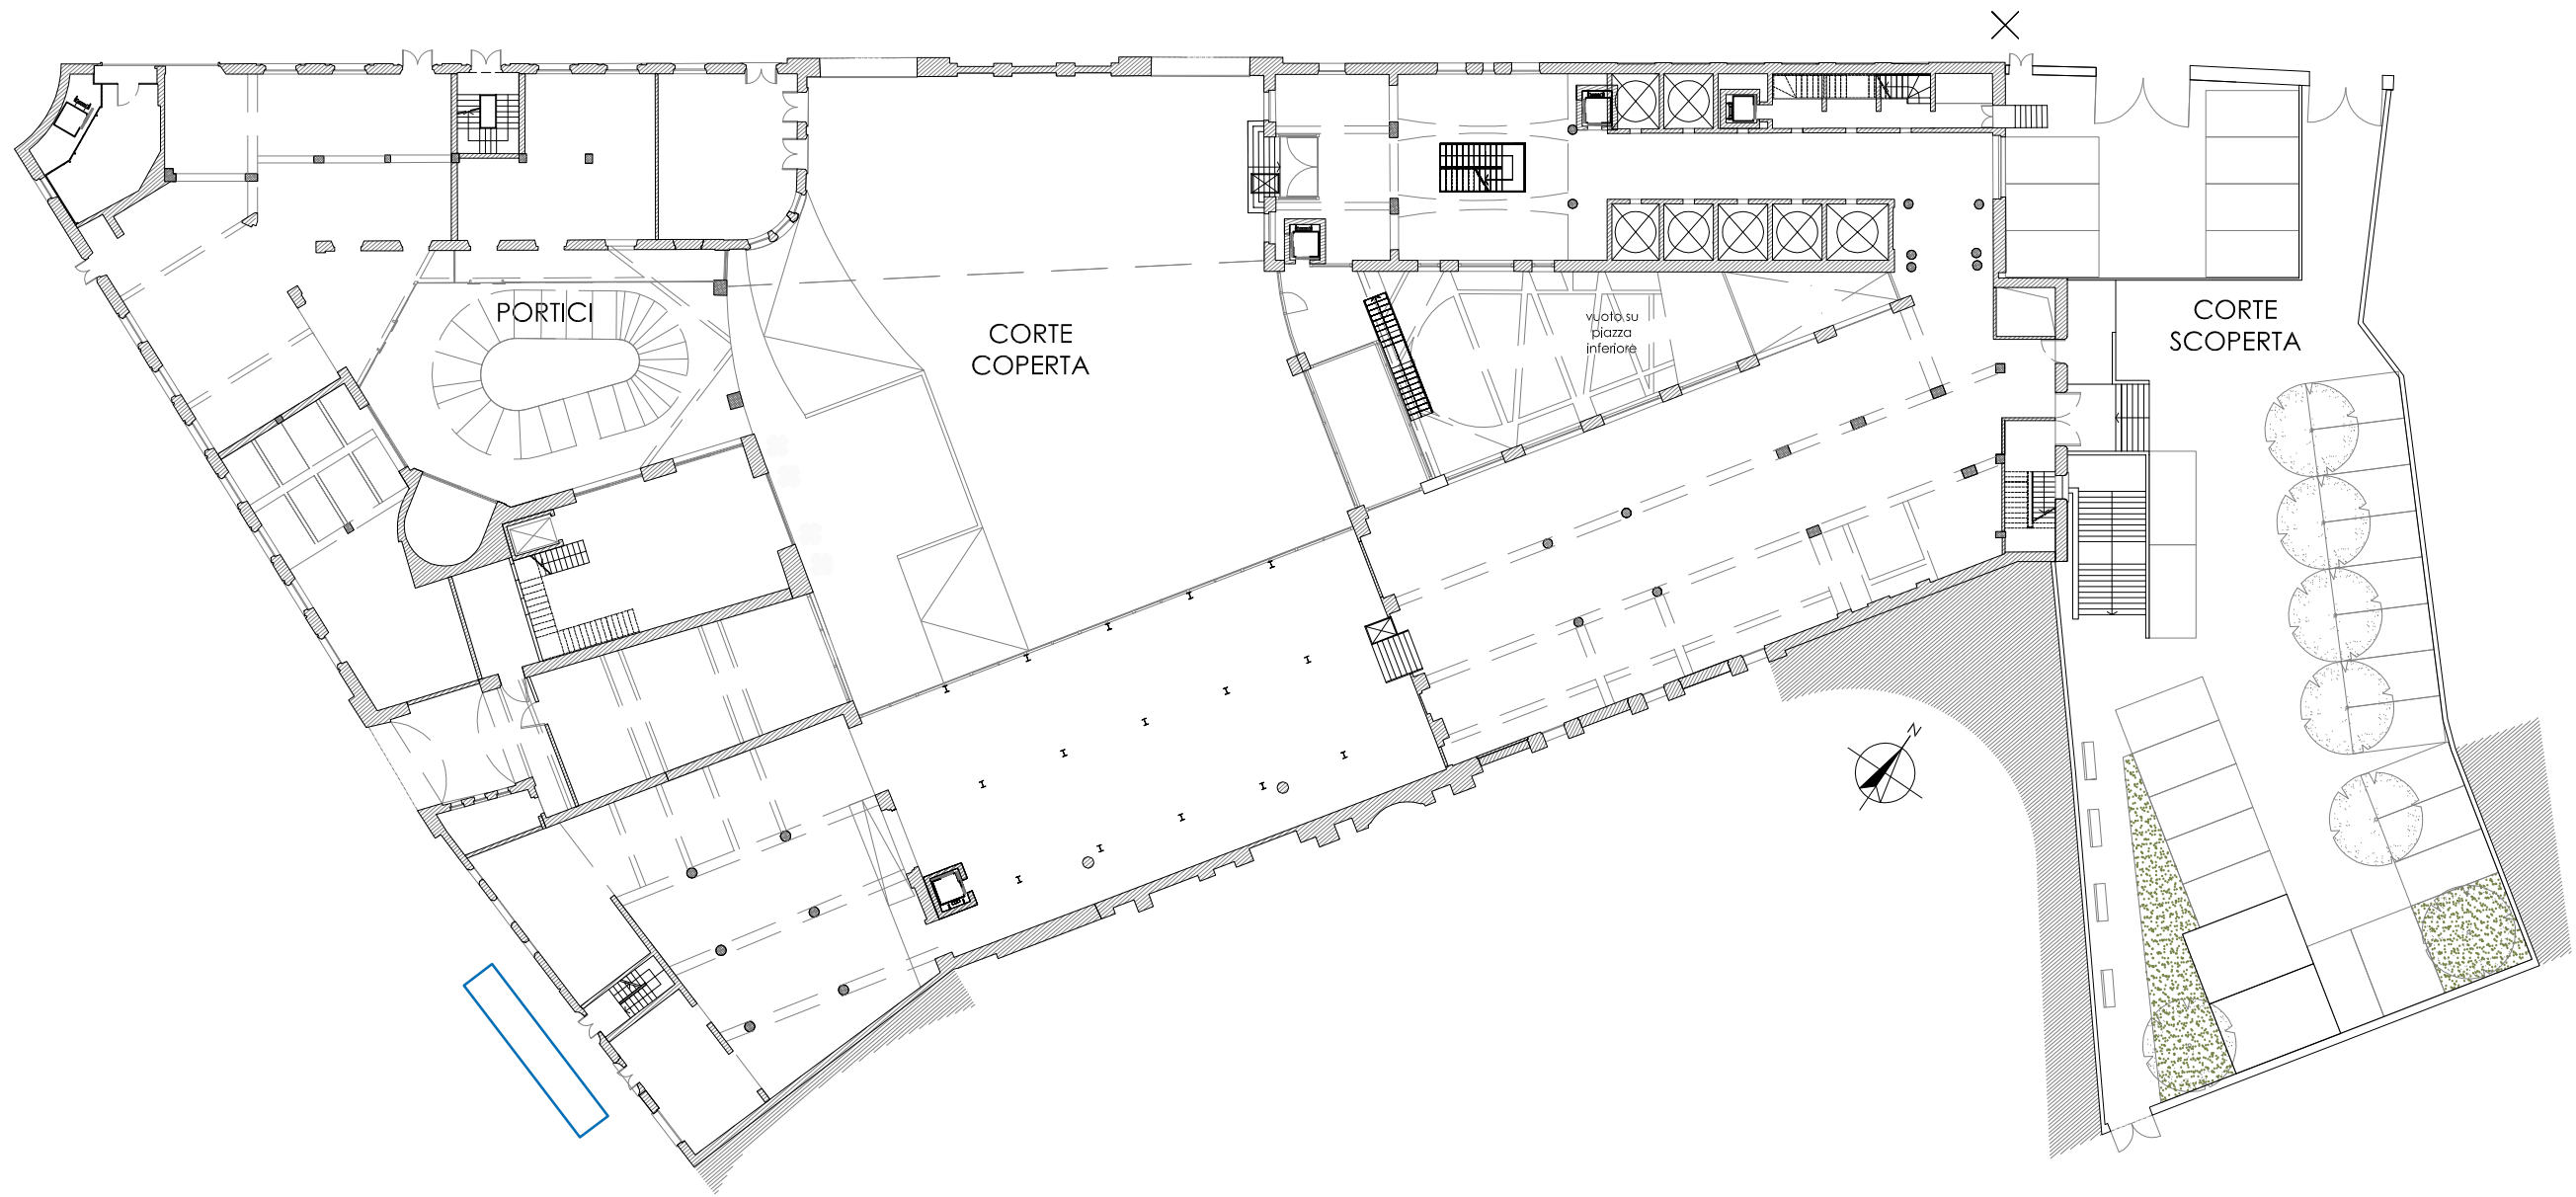 PORTICI
CORTE
COPERTA
vuoto su
piazza
inferiore
CORTE
SCOPERTA
N